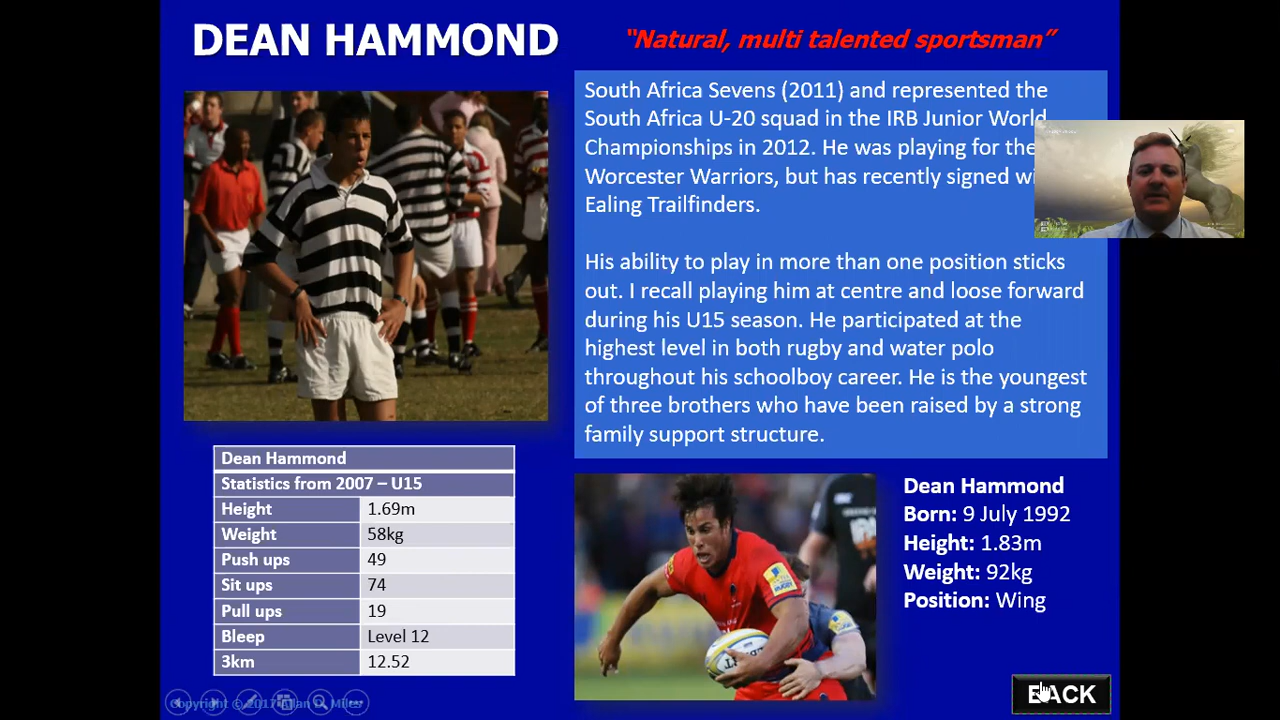 DEAN HAMMOND
“Natural, multi talented sportsman”
South Africa Sevens (2011) and represented the
South Africa U-20 squad in the IRB Junior World
Championships in 2012. He was playing for the
Worcester Warriors, but has recently signed
Ealing Trailfinders.
His ability to play in more than one position sticks
out. I recall playing him at centre and loose forward
during his U15 season. He participated at the
highest level in both rugby and water polo
throughout his schoolboy career. He is the youngest
of three brothers who have been raised by a strong
family support structure.
Dean Hammond
Statistics from 2007 – U15
Height 1.69m
Weight 58kg
Push ups 49
Sit ups 74
Pull ups 19
Bleep Level 12
3km 12.52
Dean Hammond
Born: 9 July 1992
Height: 1.83m
Weight: 92kg
Position: Wing
BACK
Copyright © 2017 Allan D. Miles